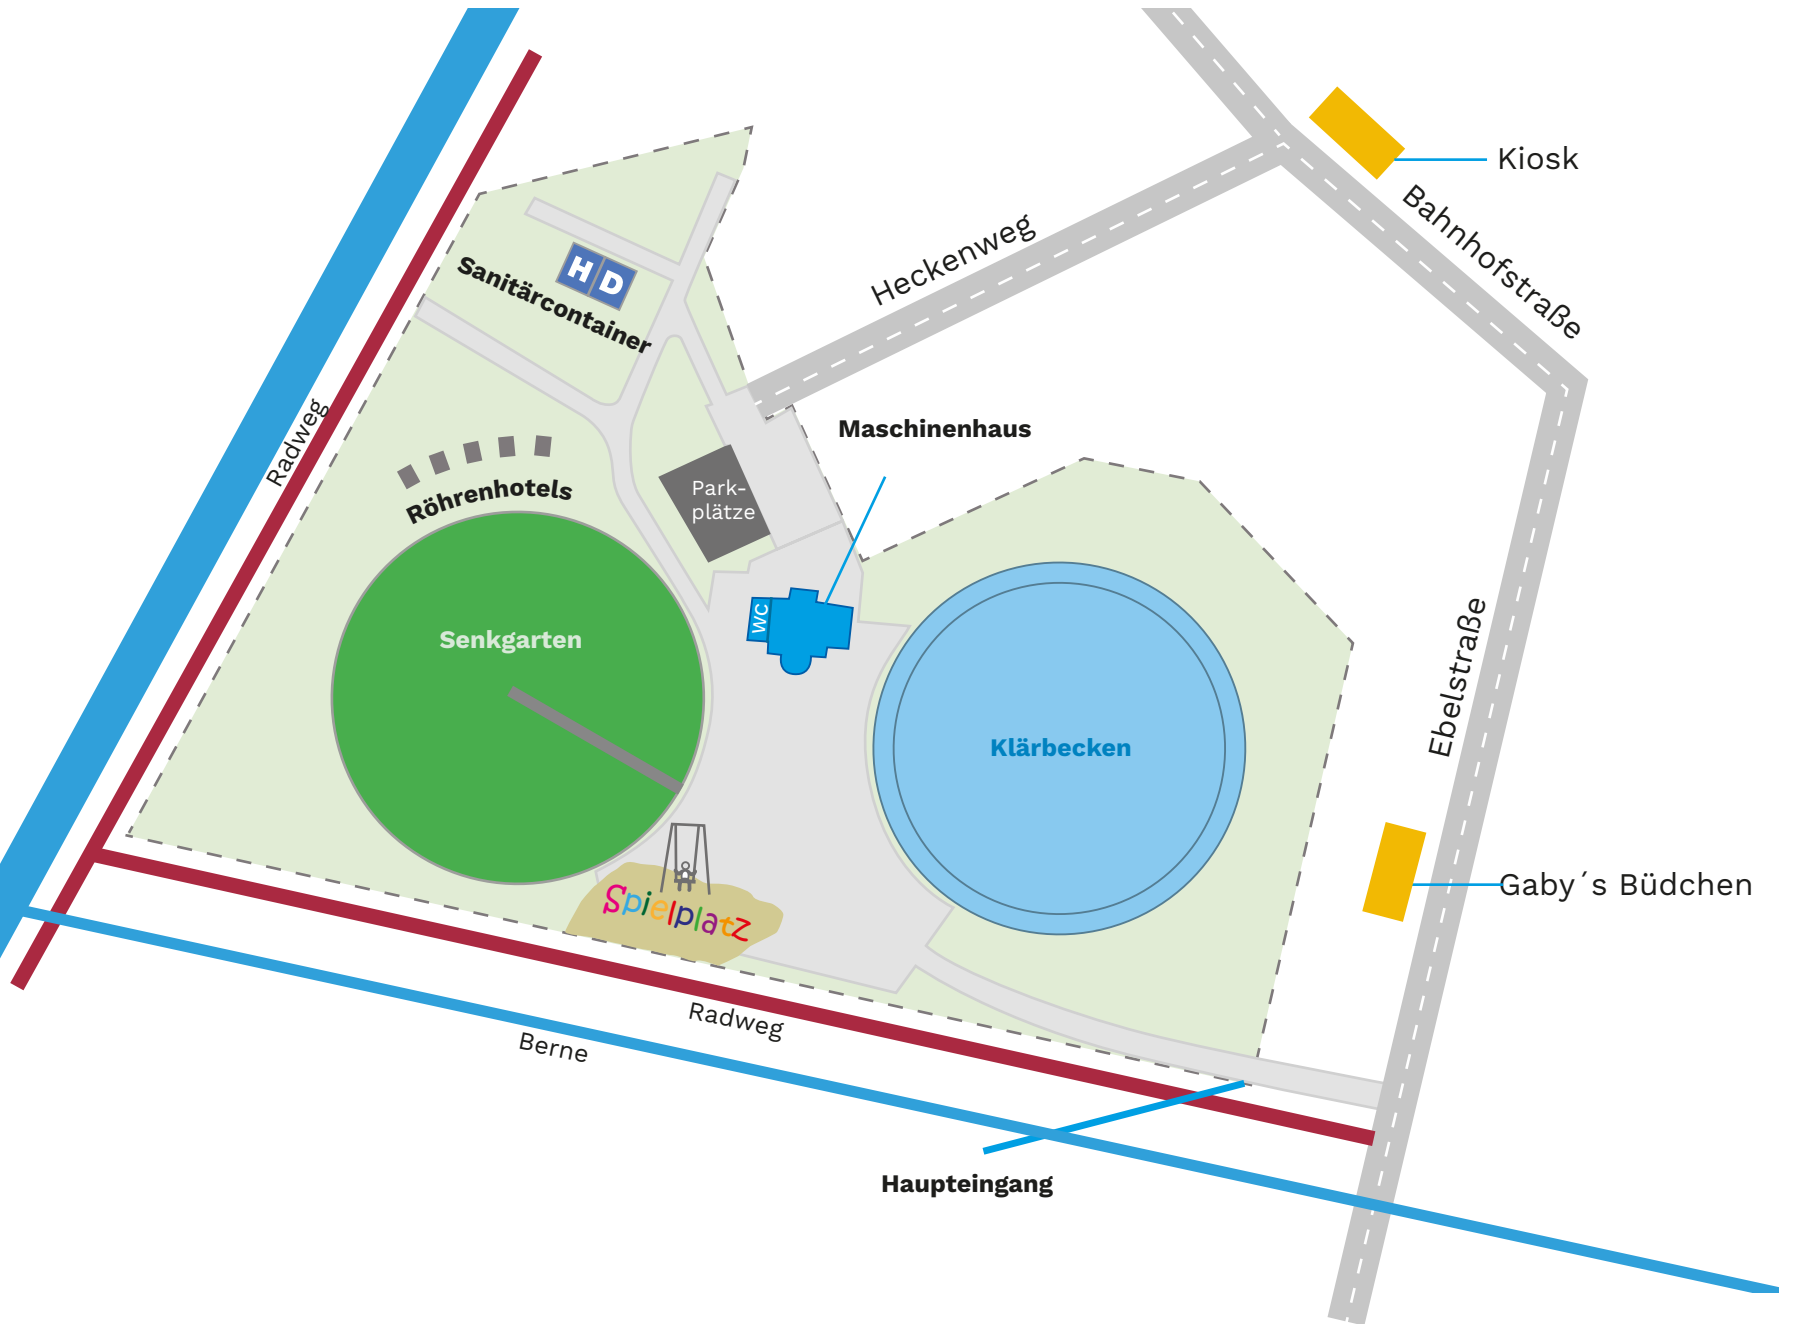 Kiosk
Bahnhofstraße
Heckenweg
H D
Sanitärcontainer
Radweg
Maschinenhaus
Röhrenhotels
Park-
plätze
WC
Senkgarten
Klärbecken
Ebelstraße
Gaby´s Büdchen
Spielplatz
Radweg
Berne
Haupteingang